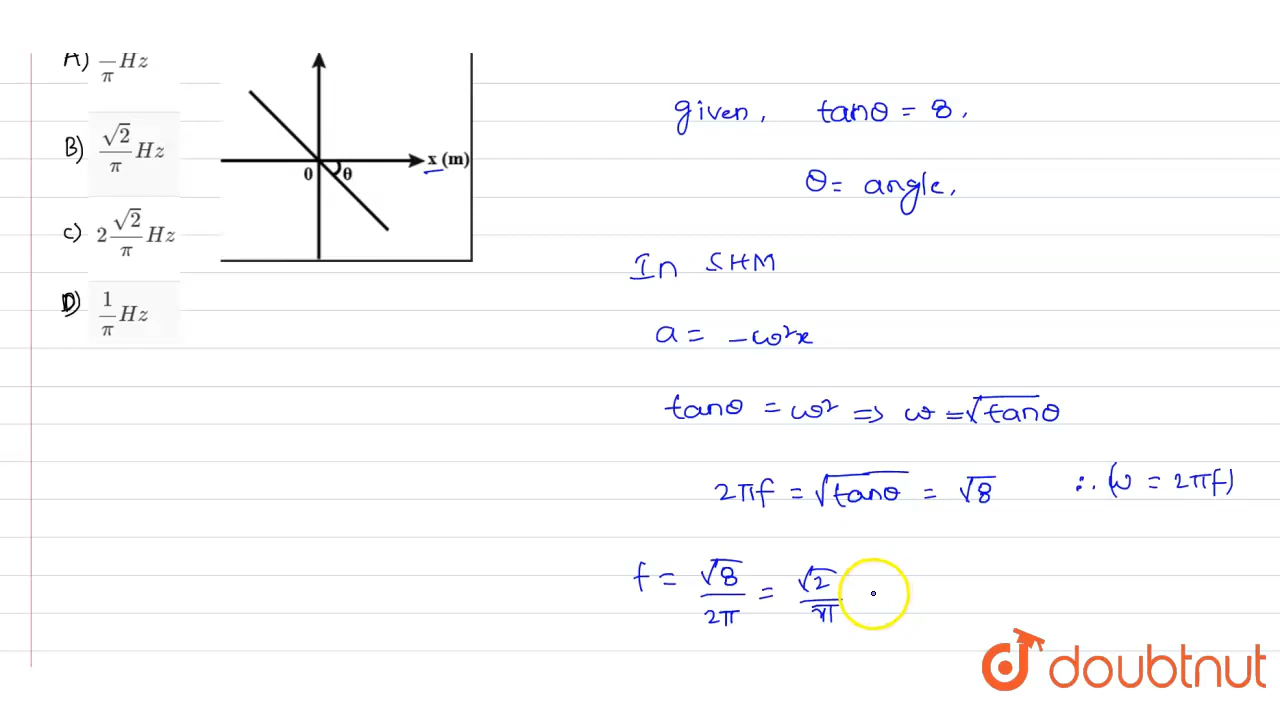 A) π Hz
B) √2/π Hz
C) 2 √2/π Hz
D) 1/π Hz
x (m)
0 θ
given, tanθ = 8.
θ = angle.
In SHM
a = -ω²x
tanθ = ω² => ω = √tanθ
2πf = √tanθ = √8 ∴ (ω = 2πf)
f = √8/2π = √2/π
doubtnut